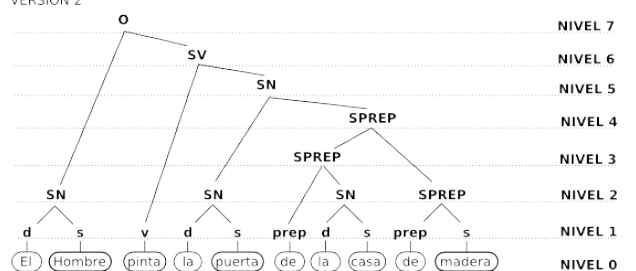 VERSION 2
O NIVEL 7
SV NIVEL 6
SN NIVEL 5
SPREP NIVEL 4
SPREP NIVEL 3
SN SN SN SPREP NIVEL 2
d s v d s prep d s prep s NIVEL 1
El Hombre pinta la puerta de la casa de madera NIVEL 0